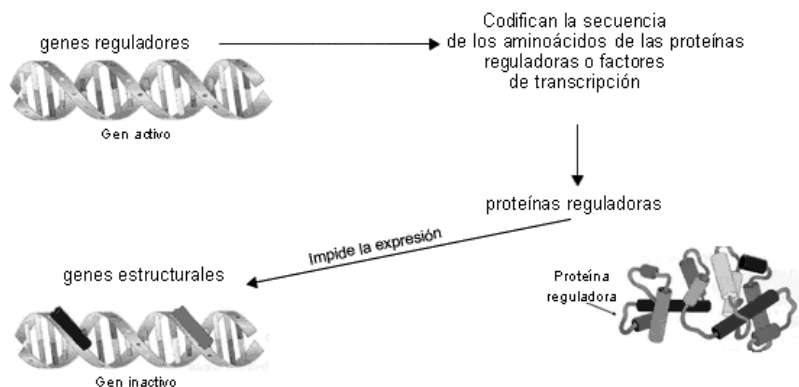 genes reguladores
Gen activo
Codifican la secuencia
de los aminoácidos de las proteínas
reguladoras o factores
de transcripción
proteínas reguladoras
Impide la expresión
genes estructurales
Gen inactivo
Proteína
reguladora